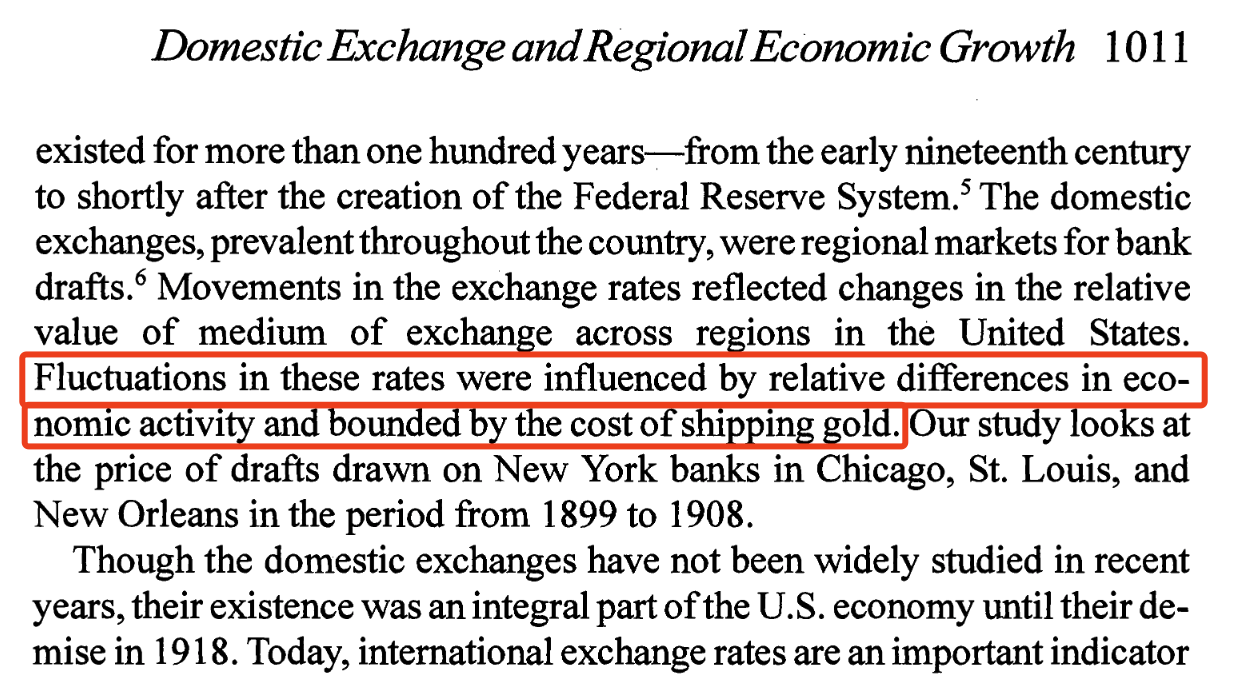 Domestic Exchange and Regional Economic Growth 1011
existed for more than one hundred years—from the early nineteenth century
to shortly after the creation of the Federal Reserve System.⁵ The domestic
exchanges, prevalent throughout the country, were regional markets for bank
drafts.⁶ Movements in the exchange rates reflected changes in the relative
value of medium of exchange across regions in the United States.
Fluctuations in these rates were influenced by relative differences in eco-
nomic activity and bounded by the cost of shipping gold. Our study looks at
the price of drafts drawn on New York banks in Chicago, St. Louis, and
New Orleans in the period from 1899 to 1908.
Though the domestic exchanges have not been widely studied in recent
years, their existence was an integral part of the U.S. economy until their de-
mise in 1918. Today, international exchange rates are an important indicator